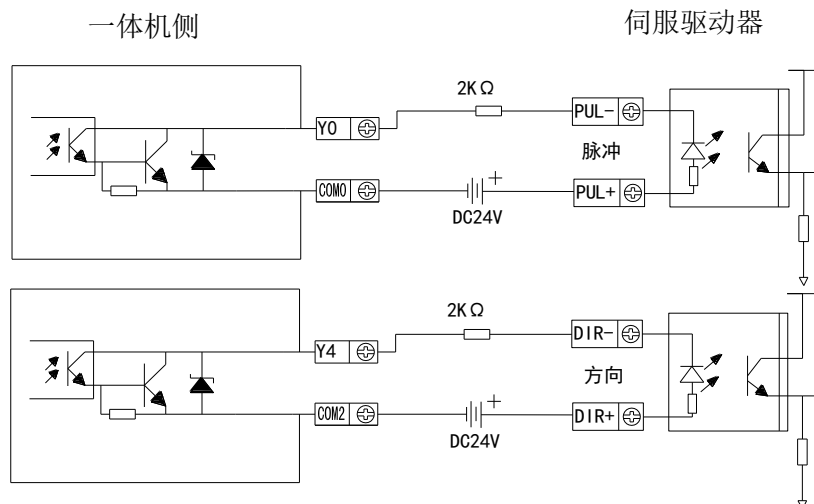 一体机侧
伺服驱动器
2KΩ
Y0
PUL-
脉冲
COM0
+
PUL+
DC24V
2KΩ
Y4
DIR-
方向
COM2
+
DIR+
DC24V